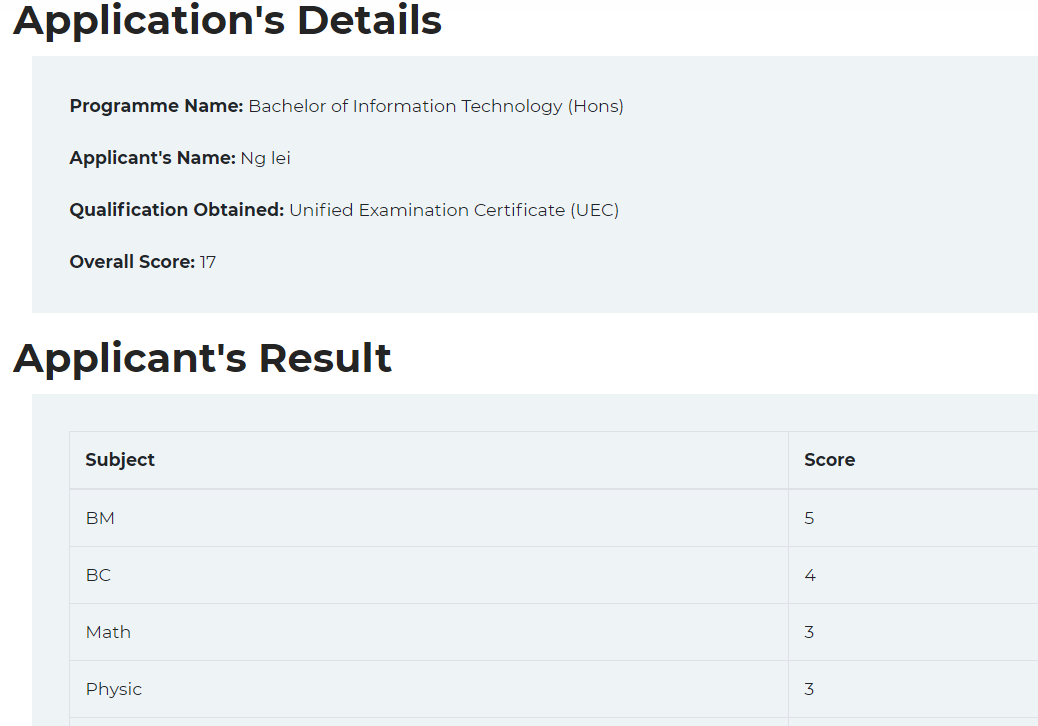 Application's Details
Programme Name: Bachelor of Information Technology (Hons)
Applicant's Name: Ng lei
Qualification Obtained: Unified Examination Certificate (UEC)
Overall Score: 17
Applicant's Result
Subject Score
BM 5
BC 4
Math 3
Physic 3